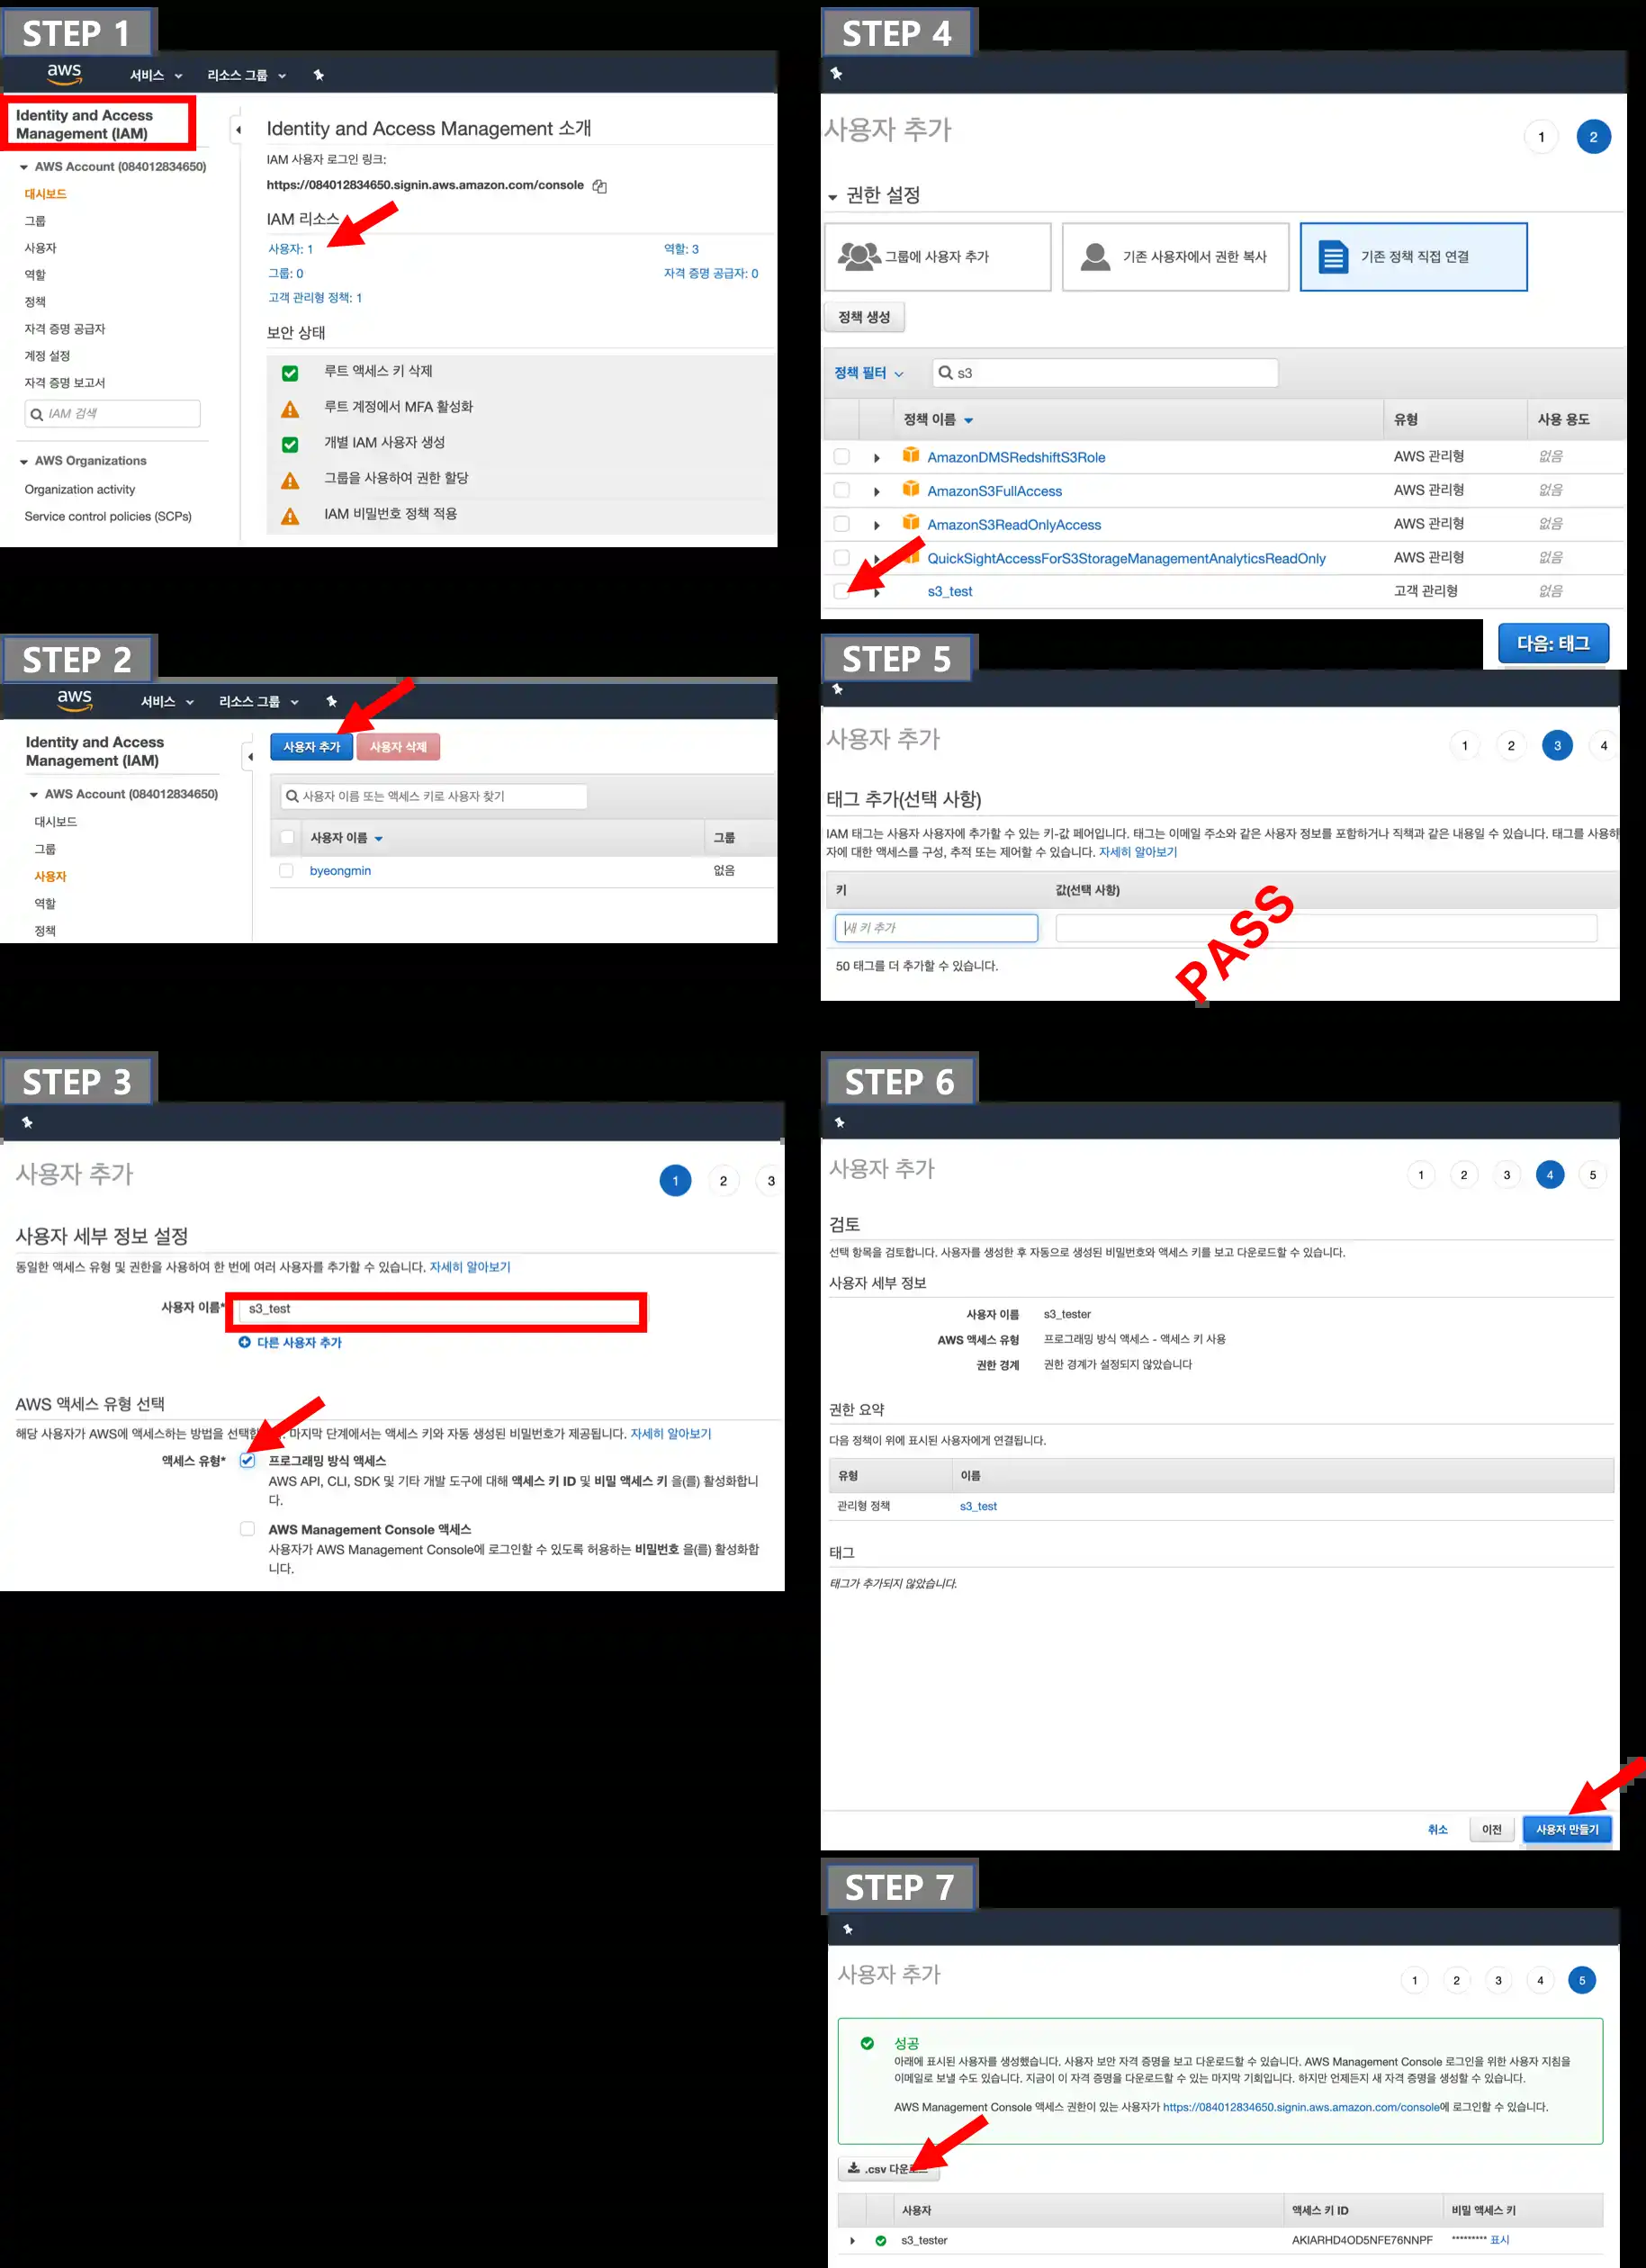 STEP 1
aws 서비스 리소스 그룹
Identity and Access
Management (IAM)
AWS Account (084012834650)
대시보드
그룹
사용자
역할
정책
자격 증명 공급자
계정 설정
자격 증명 보고서
IAM 검색
AWS Organizations
Organization activity
Service control policies (SCPs)
Identity and Access Management 소개
IAM 사용자 로그인 링크:
https://084012834650.signin.aws.amazon.com/console
IAM 리소스
사용자: 1 역할: 3
그룹: 0 자격 증명 공급자: 0
고객 관리형 정책: 1
보안 상태
루트 액세스 키 삭제
루트 계정에서 MFA 활성화
개별 IAM 사용자 생성
그룹을 사용하여 권한 할당
IAM 비밀번호 정책 적용
STEP 2
aws 서비스 리소스 그룹
Identity and Access
Management (IAM)
AWS Account (084012834650)
대시보드
그룹
사용자
역할
정책
사용자 추가 사용자 삭제
사용자 이름 또는 액세스 키로 사용자 찾기
사용자 이름 그룹
byeongmin 없음
STEP 3
사용자 추가
1 2 3
사용자 세부 정보 설정
동일한 액세스 유형 및 권한을 사용하여 한 번에 여러 사용자를 추가할 수 있습니다. 자세히 알아보기
사용자 이름* s3_test
다른 사용자 추가
AWS 액세스 유형 선택
해당 사용자가 AWS에 액세스하는 방법을 선택합 마지막 단계에서는 액세스 키와 자동 생성된 비밀번호가 제공됩니다. 자세히 알아보기
액세스 유형* 프로그래밍 방식 액세스
AWS API, CLI, SDK 및 기타 개발 도구에 대해 액세스 키 ID 및 비밀 액세스 키 을(를) 활성화합니
다.
AWS Management Console 액세스
사용자가 AWS Management Console에 로그인할 수 있도록 허용하는 비밀번호 을(를) 활성화합
니다.
STEP 4
사용자 추가
1 2
권한 설정
그룹에 사용자 추가 기존 사용자에서 권한 복사 기존 정책 직접 연결
정책 생성
정책 필터 s3
정책 이름 유형 사용 용도
AmazonDMSRedshiftS3Role AWS 관리형 없음
AmazonS3FullAccess AWS 관리형 없음
AmazonS3ReadOnlyAccess AWS 관리형 없음
QuickSightAccessForS3StorageManagementAnalyticsReadOnly AWS 관리형 없음
s3_test 고객 관리형 없음
다음: 태그
STEP 5
사용자 추가
1 2 3 4
태그 추가(선택 사항)
IAM 태그는 사용자 사용자에 추가할 수 있는 키-값 페어입니다. 태그는 이메일 주소와 같은 사용자 정보를 포함하거나 직책과 같은 내용일 수 있습니다. 태그를 사용하
자에 대한 액세스를 구성, 추적 또는 제어할 수 있습니다. 자세히 알아보기
키 값(선택 사항)
새 키 추가
50 태그를 더 추가할 수 있습니다.
PASS
STEP 6
사용자 추가
1 2 3 4 5
검토
선택 항목을 검토합니다. 사용자를 생성한 후 자동으로 생성된 비밀번호와 액세스 키를 보고 다운로드할 수 있습니다.
사용자 세부 정보
사용자 이름 s3_tester
AWS 액세스 유형 프로그래밍 방식 액세스 - 액세스 키 사용
권한 경계 권한 경계가 설정되지 않았습니다
권한 요약
다음 정책이 위에 표시된 사용자에게 연결됩니다.
유형 이름
관리형 정책 s3_test
태그
태그가 추가되지 않았습니다.
취소 이전 사용자 만들기
STEP 7
사용자 추가
1 2 3 4 5
성공
아래에 표시된 사용자를 생성했습니다. 사용자 보안 자격 증명을 보고 다운로드할 수 있습니다. AWS Management Console 로그인을 위한 사용자 지침을
이메일로 보낼 수도 있습니다. 지금이 이 자격 증명을 다운로드할 수 있는 마지막 기회입니다. 하지만 언제든지 새 자격 증명을 생성할 수 있습니다.
AWS Management Console 액세스 권한이 있는 사용자가 https://084012834650.signin.aws.amazon.com/console에 로그인할 수 있습니다.
.csv 다운로드
사용자 액세스 키 ID 비밀 액세스 키
s3_tester AKIARHD4OD5NFE76NNPF ********* 표시